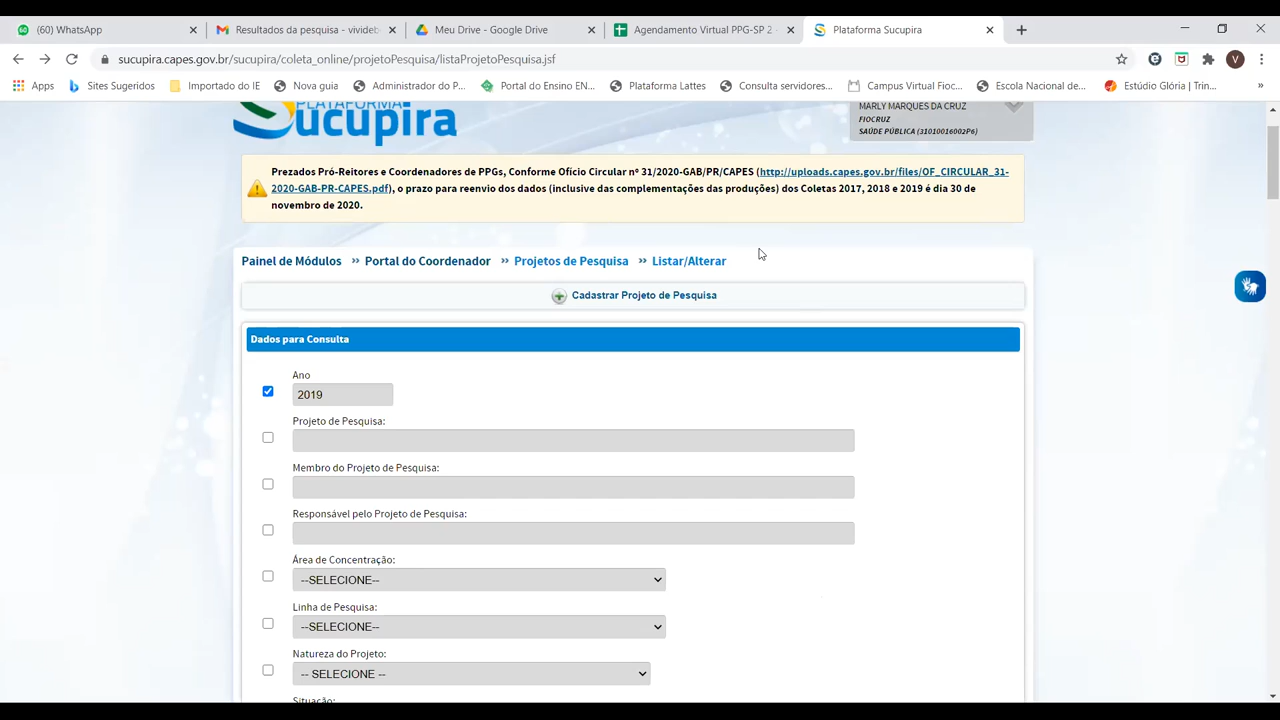 (60) WhatsApp
Resultados da pesquisa - vivideb
Meu Drive - Google Drive
Agendamento Virtual PPG-SP 2 -
Plataforma Sucupira
sucupira.capes.gov.br/sucupira/coleta_online/projetoPesquisa/listaProjetoPesquisa.jsf
V
Apps
Sites Sugeridos
Importado do IE
Nova guia
Administrador do P...
Portal do Ensino EN...
Plataforma Lattes
Consulta servidores...
Campus Virtual Fioc...
Escola Nacional de...
Estúdio Glória | Trin...
»
PLATAFORMA
Sucupira
MARLY MARQUES DA CRUZ
FIOCRUZ
SAÚDE PÚBLICA (31010016002P6)
Prezados Pró-Reitores e Coordenadores de PPGs, Conforme Ofício Circular nº 31/2020-GAB/PR/CAPES (http://uploads.capes.gov.br/files/OF_CIRCULAR_31-
2020-GAB-PR-CAPES.pdf), o prazo para reenvio dos dados (inclusive das complementações das produções) dos Coletas 2017, 2018 e 2019 é dia 30 de
novembro de 2020.
Painel de Módulos » Portal do Coordenador » Projetos de Pesquisa » Listar/Alterar
Cadastrar Projeto de Pesquisa
Dados para Consulta
Ano
2019
Projeto de Pesquisa:
Membro do Projeto de Pesquisa:
Responsável pelo Projeto de Pesquisa:
Área de Concentração:
--SELECIONE--
Linha de Pesquisa:
--SELECIONE--
Natureza do Projeto:
-- SELECIONE --
Situação: